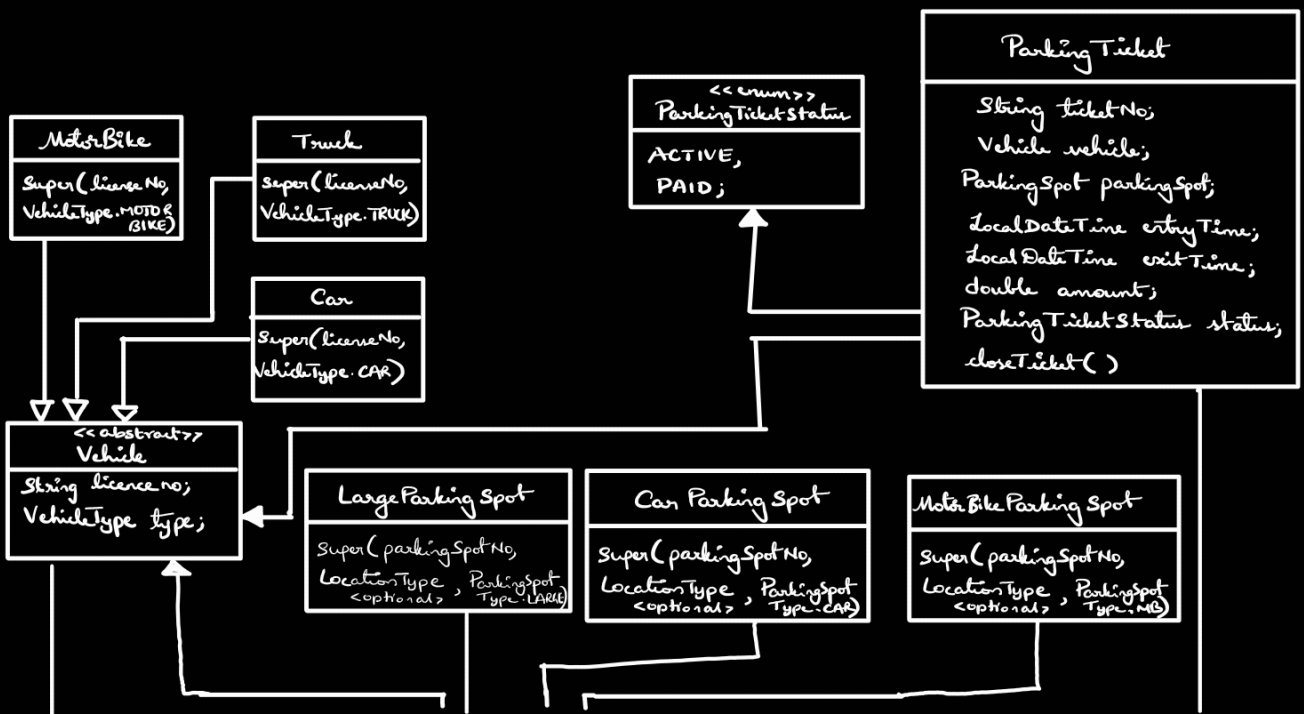 MotorBike
Super(licenseNo,
VehicleType.MOTOR
BIKE)
Truck
Super(licenseNo,
VehicleType.TRUCK)
Car
Super(licenseNo,
VehicleType.CAR)
<<abstract>>
Vehicle
String licence no;
VehicleType type;
<<enum>>
ParkingTicketStatus
ACTIVE,
PAID;
ParkingTicket
String ticketNo;
Vehicle vehicle;
ParkingSpot parkingSpot;
LocalDateTime entryTime;
LocalDateTime exitTime;
double amount;
ParkingTicketStatus status;
closeTicket( )
LargeParkingSpot
Super(parkingSpotNo,
LocationType , ParkingSpot
<optional> Type.LARGE)
Car Parking Spot
Super(parkingSpotNo,
LocationType , ParkingSpot
<optional> Type.CAR)
MotorBikeParking Spot
Super(parkingSpotNo,
LocationType , ParkingSpot
<optional> Type.MB)